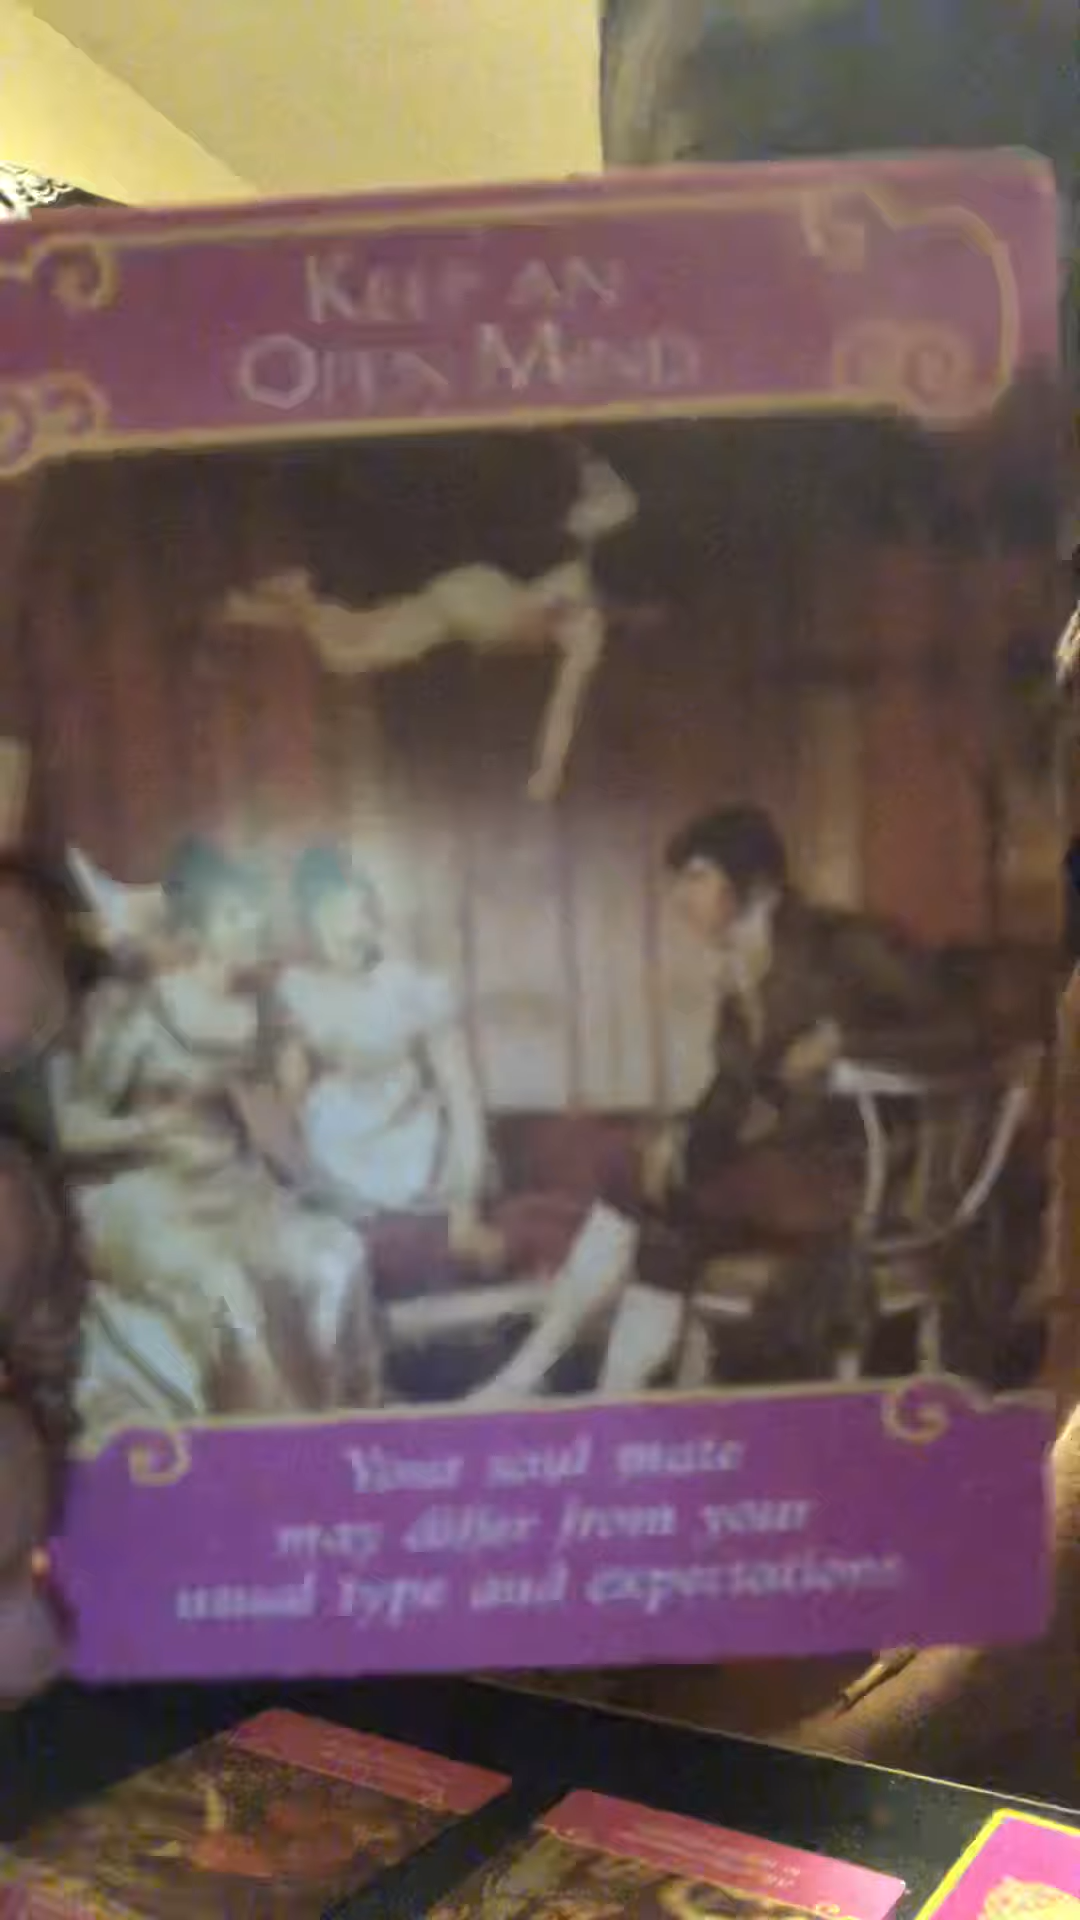 KEEP AN
OPEN MIND
Your soul mate
may differ from your
usual type and expectations